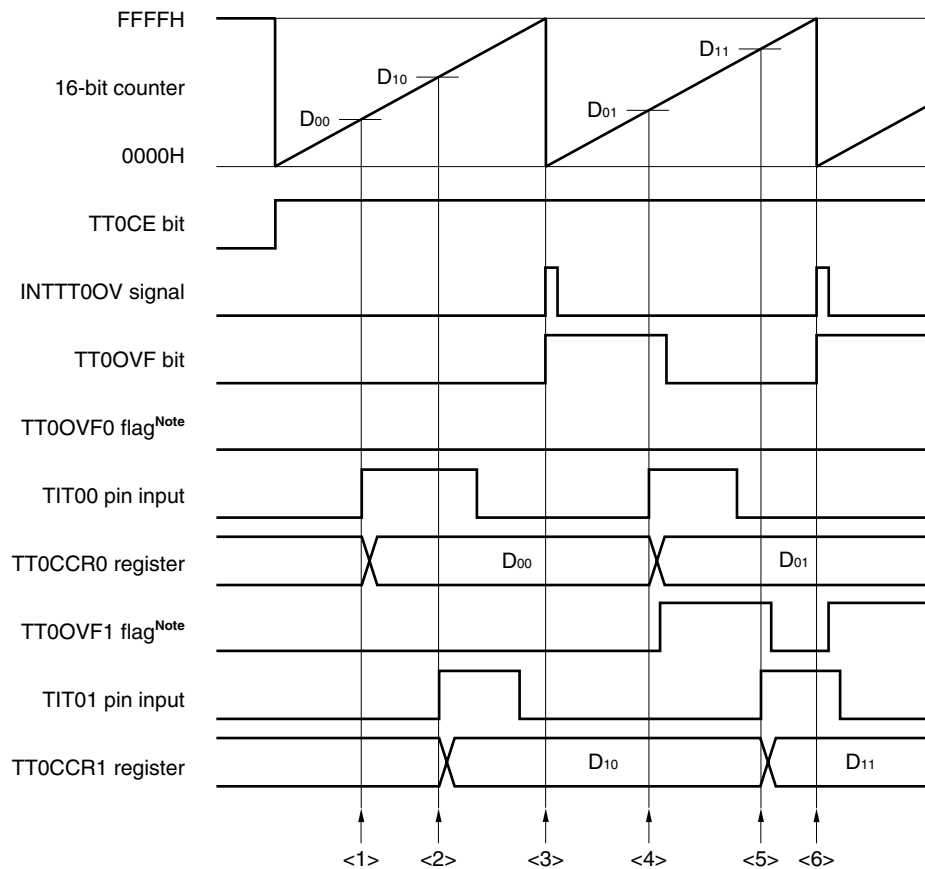 FFFFH
D11
D10
16-bit counter
D01
D00
0000H
TT0CE bit
INTTT0OV signal
TT0OVF bit
TT0OVF0 flagNote
TIT00 pin input
TT0CCR0 register
D00
D01
TT0OVF1 flagNote
TIT01 pin input
TT0CCR1 register
D10
D11
<1> <2> <3> <4> <5> <6>